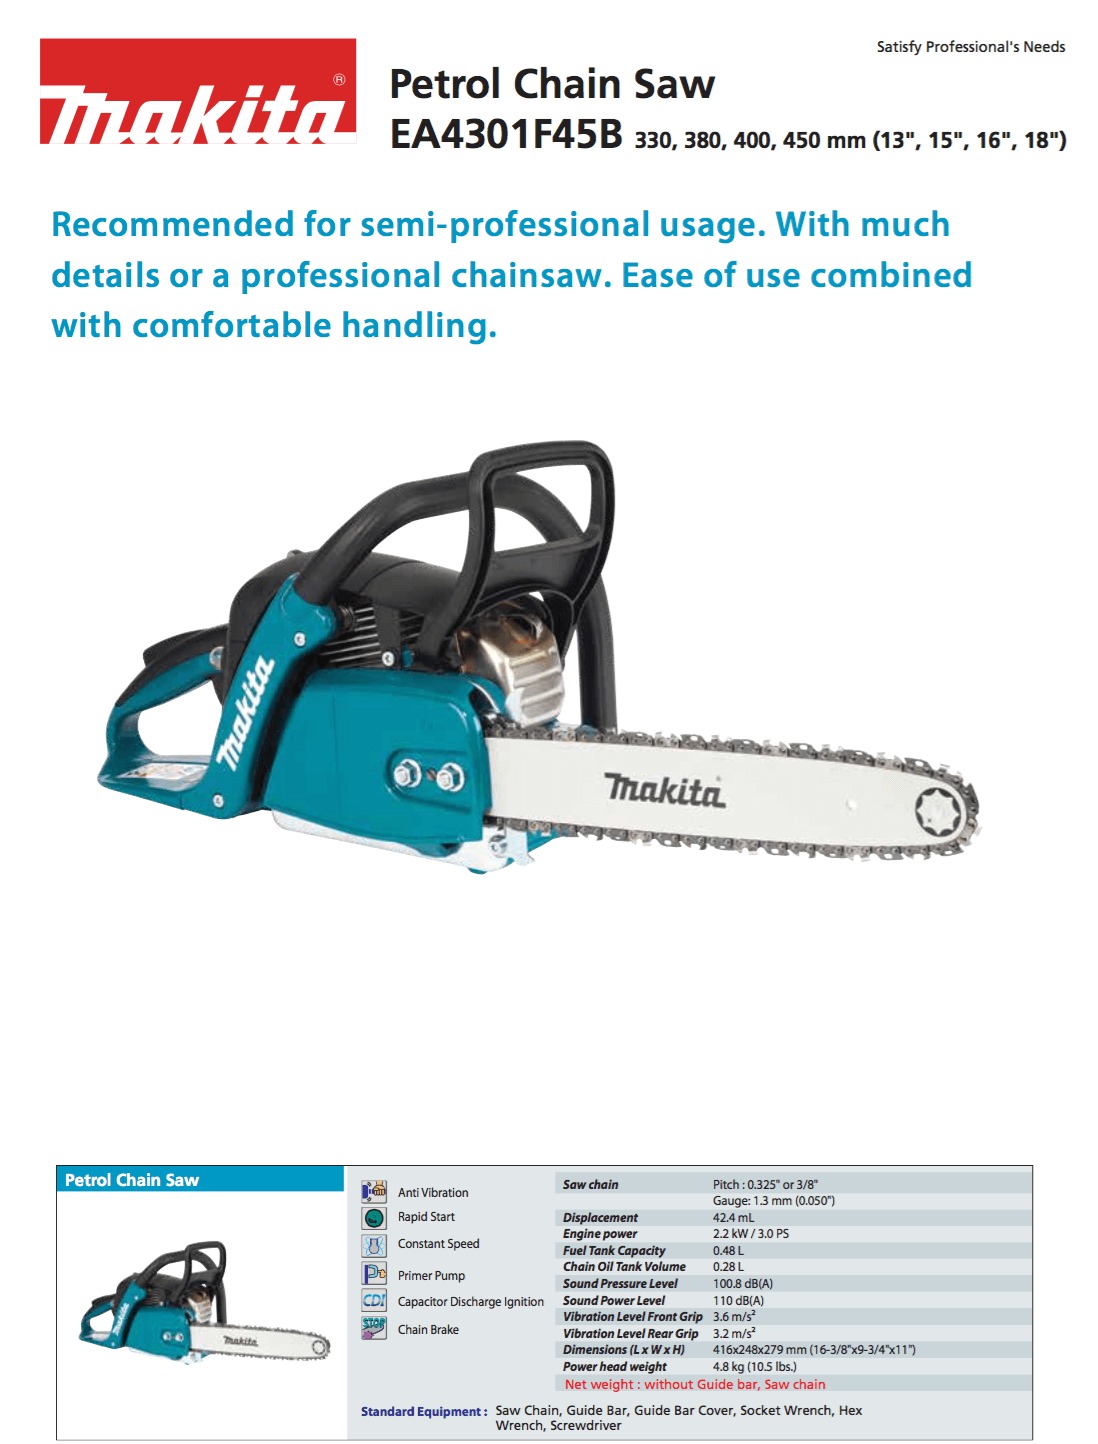 Satisfy Professional's Needs
makita®
Petrol Chain Saw
EA4301F45B 330, 380, 400, 450 mm (13", 15", 16", 18")
Recommended for semi-professional usage. With much
details or a professional chainsaw. Ease of use combined
with comfortable handling.
makita
makita
Petrol Chain Saw
makita
makita
Anti Vibration
Rapid Start
Constant Speed
Primer Pump
CDI Capacitor Discharge Ignition
STOP Chain Brake
Saw chain Pitch : 0.325" or 3/8"
Gauge: 1.3 mm (0.050")
Displacement 42.4 mL
Engine power 2.2 kW / 3.0 PS
Fuel Tank Capacity 0.48 L
Chain Oil Tank Volume 0.28 L
Sound Pressure Level 100.8 dB(A)
Sound Power Level 110 dB(A)
Vibration Level Front Grip 3.6 m/s²
Vibration Level Rear Grip 3.2 m/s²
Dimensions (L x W x H) 416x248x279 mm (16-3/8"x9-3/4"x11")
Power head weight 4.8 kg (10.5 lbs.)
Net weight : without Guide bar, Saw chain
Standard Equipment : Saw Chain, Guide Bar, Guide Bar Cover, Socket Wrench, Hex
Wrench, Screwdriver